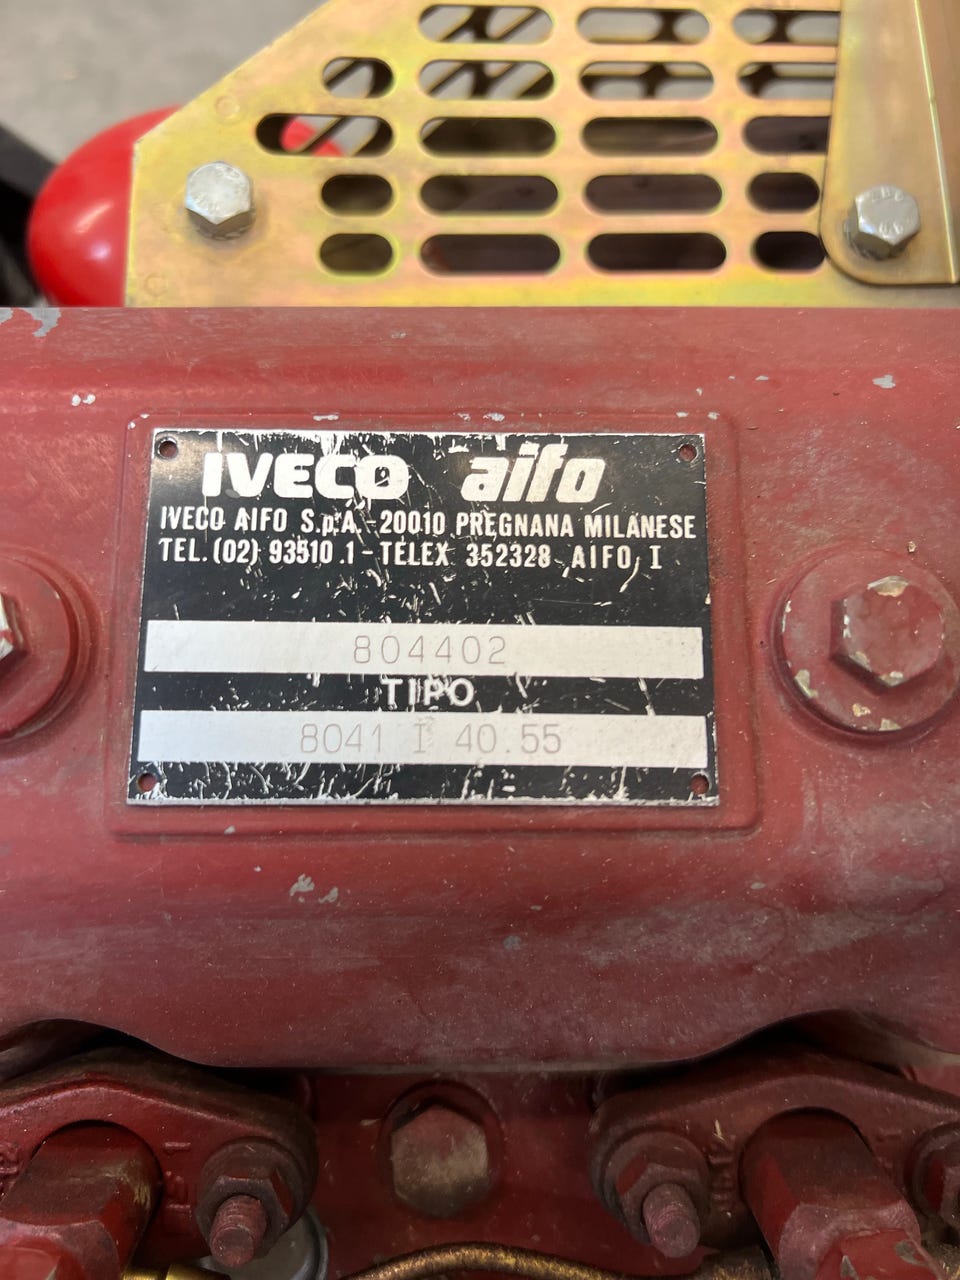 IVECO aifo
IVECO AIFO S.p.A. - 20010 PREGNANA MILANESE
TEL. (02) 93510.1 - TELEX 352328 AIFO I
804402
TIPO
8041 I 40.55